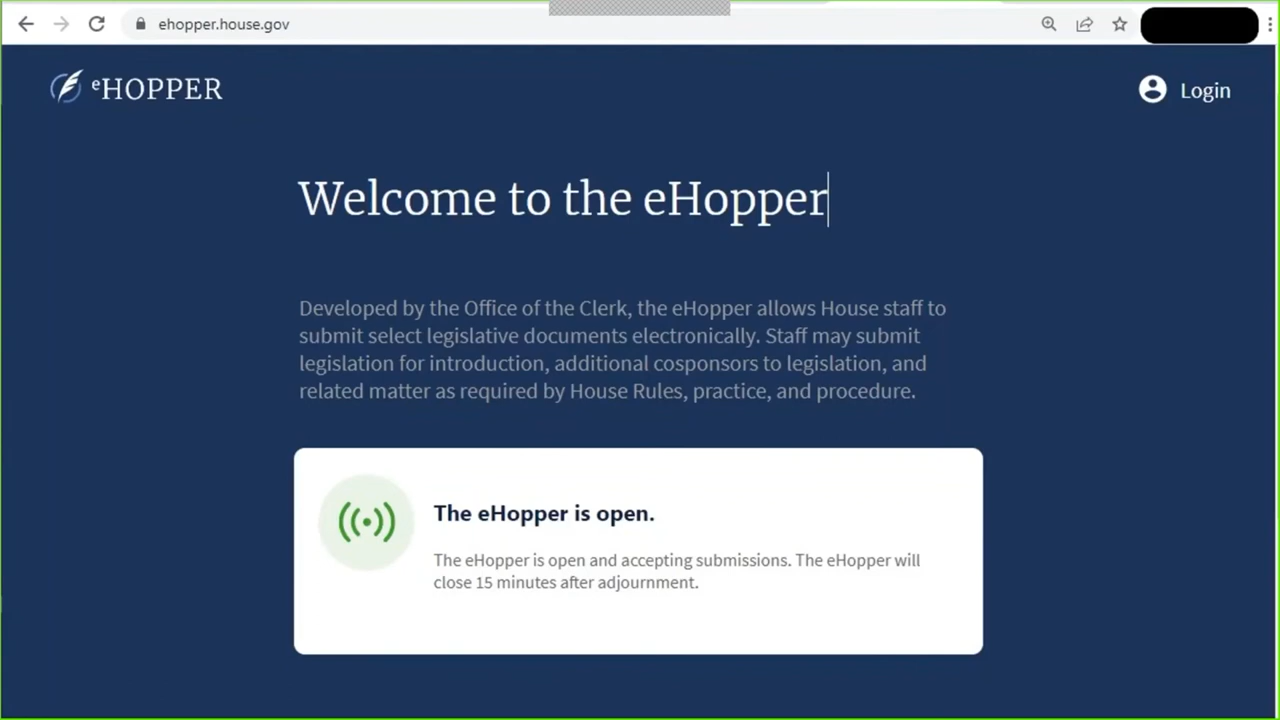 ehopper.house.gov
eHOPPER
Login
Welcome to the eHopper
Developed by the Office of the Clerk, the eHopper allows House staff to
submit select legislative documents electronically. Staff may submit
legislation for introduction, additional cosponsors to legislation, and
related matter as required by House Rules, practice, and procedure.
The eHopper is open.
The eHopper is open and accepting submissions. The eHopper will
close 15 minutes after adjournment.